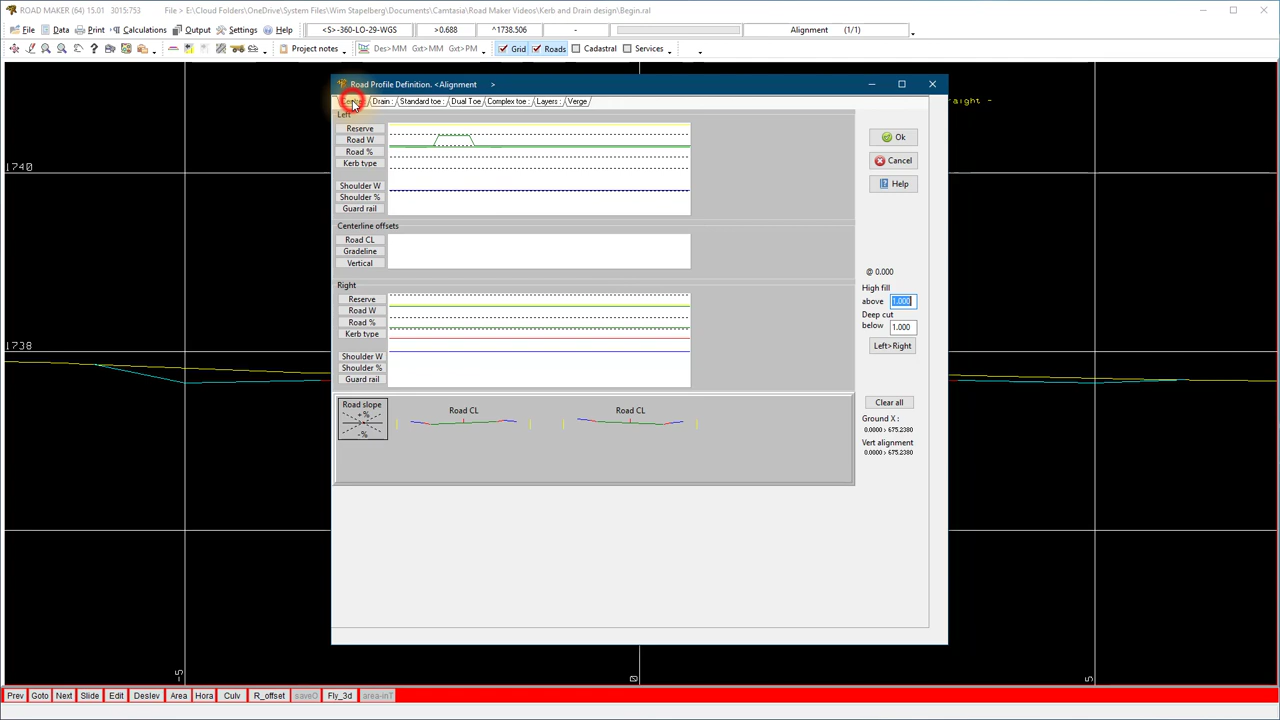 ROAD MAKER (64) 15.01 3015:753 File > E:\Cloud Folders\OneDrive\System Files\Wim Stapelberg\Documents\Camtasia\Road Maker Videos\Kerb and Drain design\Begin.ral
File Data Print Calculations Output Settings Help <S>-360-LO-29-WGS >0.688 ^1738.506 - Alignment (1/1)
Project notes Des>MM Gxt>MM Gxt>PM Grid Roads Cadastral Services
Road Profile Definition. <Alignment >
Drain : Standard toe : Dual Toe Complex toe : Layers : Verge
Left
Reserve
Road W
Road %
Kerb type
Shoulder W
Shoulder %
Guard rail
Centerline offsets
Road CL
Gradeline
Vertical
Right
Reserve
Road W
Road %
Kerb type
Shoulder W
Shoulder %
Guard rail
Road slope
+%
-%
Road CL
Road CL
Ok
Cancel
Help
@ 0.000
High fill
above 1.000
Deep cut
below 1.000
Left>Right
Clear all
Ground X :
0.0000 > 675.2380
Vert alignment
0.0000 > 675.2380
1740
1738
-5
0
5
Prev Goto Next Slide Edit Deslev Area Hora Culv R_offset saveO Fly_3d area-inT